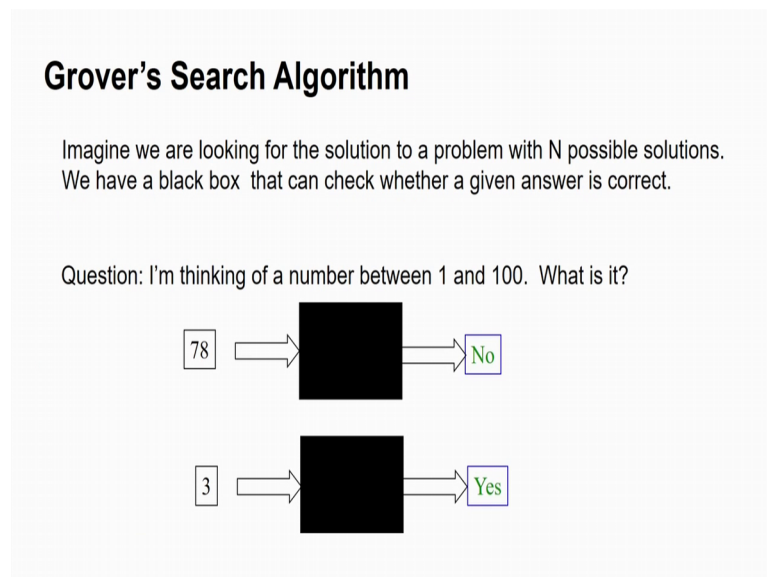 Grover’s Search Algorithm
Imagine we are looking for the solution to a problem with N possible solutions.
We have a black box  that can check whether a given answer is correct.
Question: I’m thinking of a number between 1 and 100.  What is it?
78
No
3
Yes